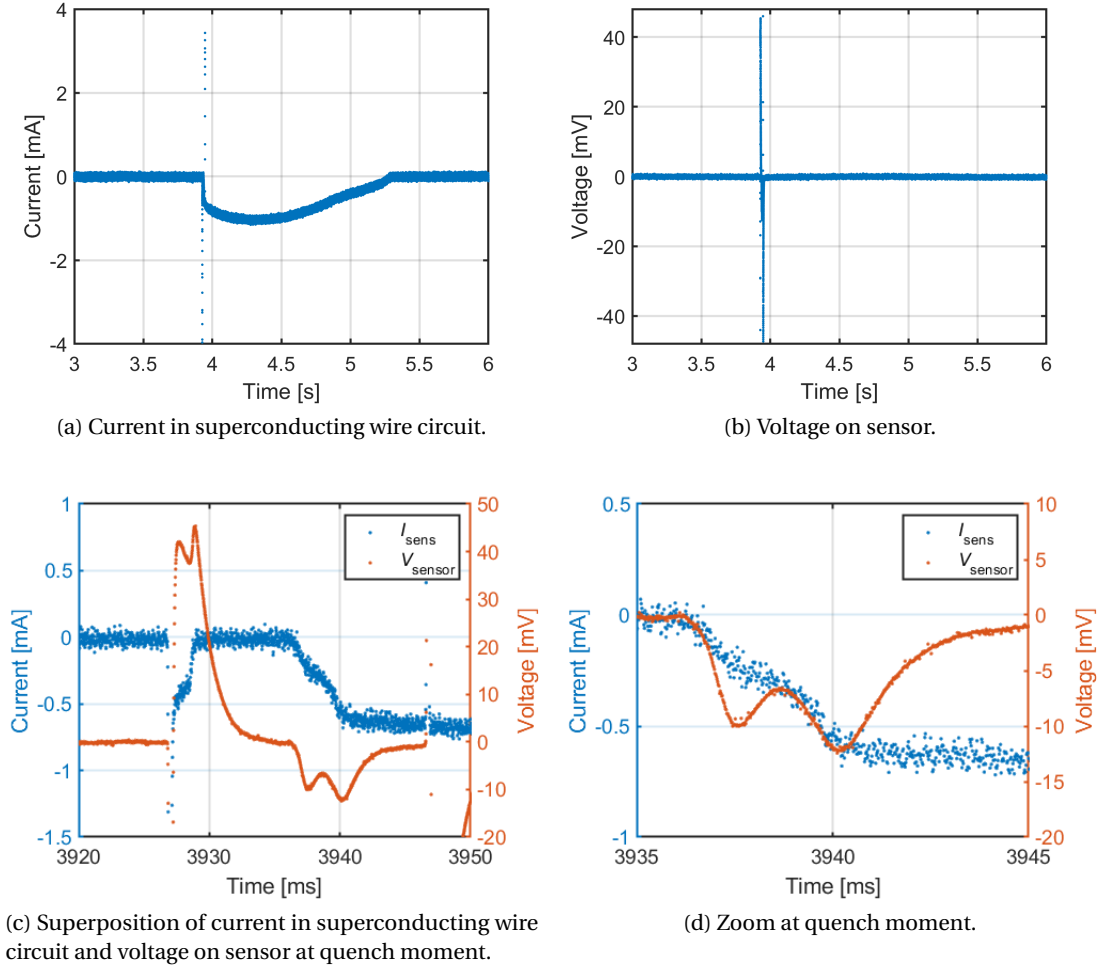 4
2
0
-2
-4
Current [mA]
3
3.5
4
4.5
5
5.5
6
Time [s]
(a) Current in superconducting wire circuit.
40
20
0
-20
-40
Voltage [mV]
3
3.5
4
4.5
5
5.5
6
Time [s]
(b) Voltage on sensor.
1
0.5
0
-0.5
-1
-1.5
Current [mA]
50
40
30
20
10
0
-10
-20
Voltage [mV]
I_sens
V_sensor
3920
3930
3940
3950
Time [ms]
(c) Superposition of current in superconducting wire
circuit and voltage on sensor at quench moment.
0.5
0
-0.5
-1
Current [mA]
10
5
0
-5
-10
-15
-20
Voltage [mV]
I_sens
V_sensor
3935
3940
3945
Time [ms]
(d) Zoom at quench moment.